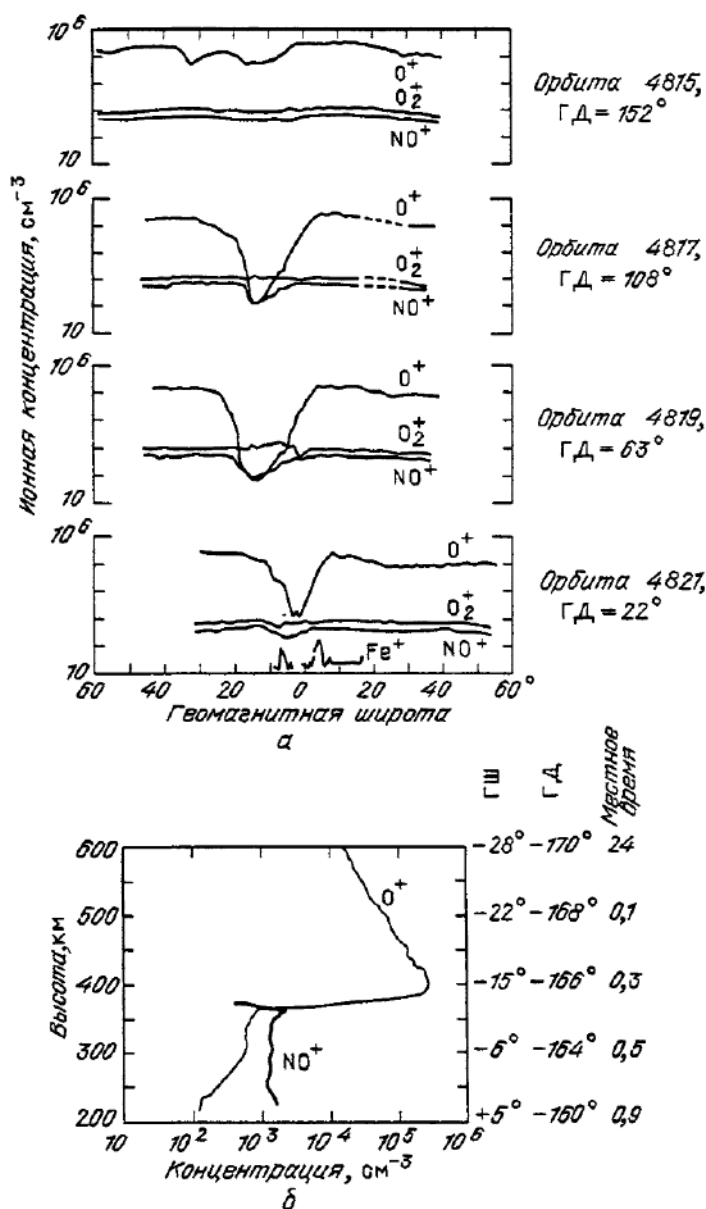 Ионная концентрация, см⁻³
10⁶
O⁺
O₂⁺
NO⁺
10
Орбита 4815,
ГД = 152°
10⁶
O⁺
O₂⁺
NO⁺
10
Орбита 4817,
ГД = 108°
10⁶
O⁺
O₂⁺
NO⁺
10
Орбита 4819,
ГД = 63°
10⁶
O⁺
O₂⁺
NO⁺
Fe⁺
10
Орбита 4821,
ГД = 22°
60 40 20 0 20 40 60°
Геомагнитная широта
а
ГШ ГД Местное время
Высота, км
600 -28° -170° 24
O⁺
500 -22° -168° 0,1
400 -15° -166° 0,3
300 -6° -164° 0,5
NO⁺
200 +5° -160° 0,9
10 10² 10³ 10⁴ 10⁵ 10⁶
Концентрация, см⁻³
б